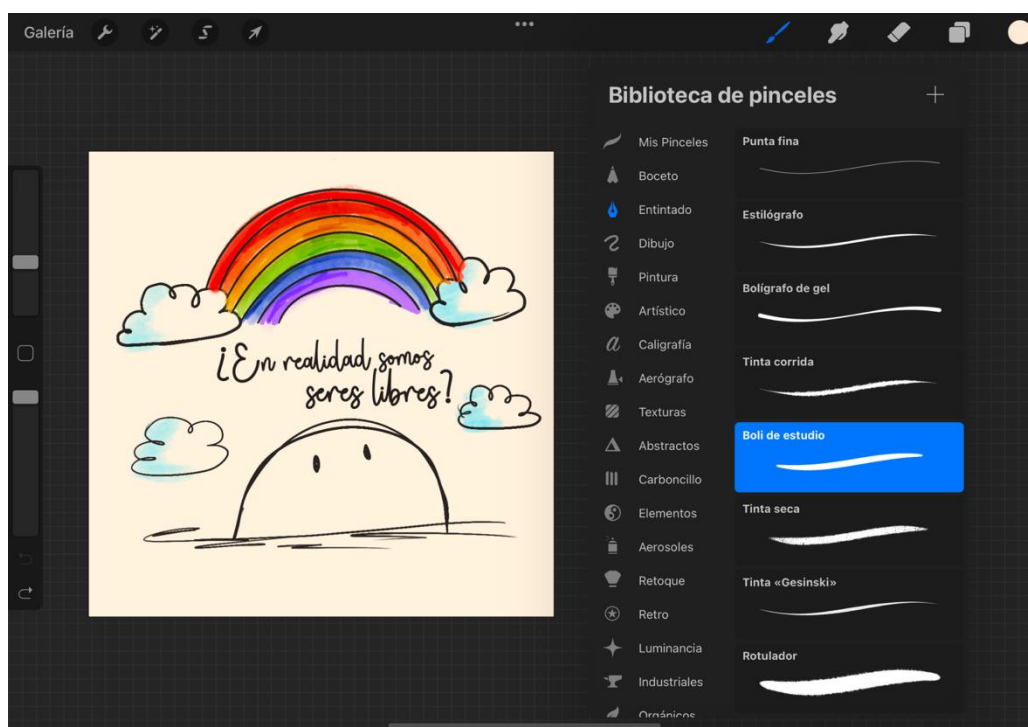 Galería
Biblioteca de pinceles
Mis Pinceles
Boceto
Entintado
Dibujo
Pintura
Artístico
Caligrafía
Aerógrafo
Texturas
Abstractos
Carboncillo
Elementos
Aerosoles
Retoque
Retro
Luminancia
Industriales
Orgánicos
Punta fina
Estilógrafo
Bolígrafo de gel
Tinta corrida
Boli de estudio
Tinta seca
Tinta «Gesinski»
Rotulador
¿En realidad somos
seres libres?